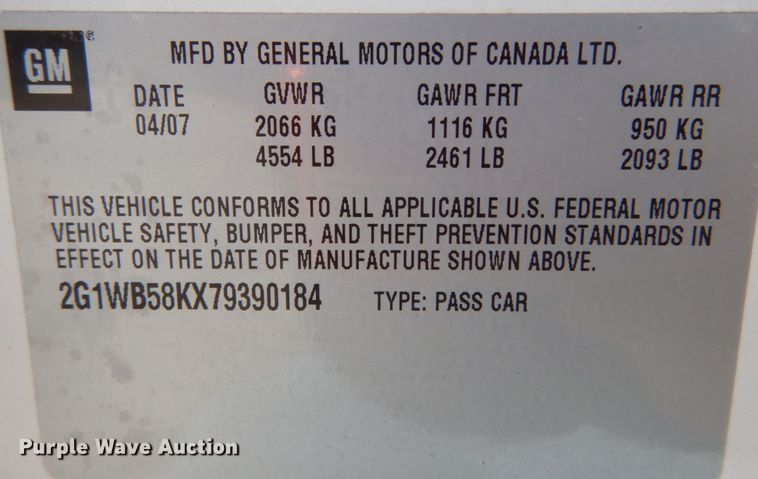 GM
MFD BY GENERAL MOTORS OF CANADA LTD.
DATE GVWR GAWR FRT GAWR RR
04/07 2066 KG 1116 KG 950 KG
4554 LB 2461 LB 2093 LB
THIS VEHICLE CONFORMS TO ALL APPLICABLE U.S. FEDERAL MOTOR
VEHICLE SAFETY, BUMPER, AND THEFT PREVENTION STANDARDS IN
EFFECT ON THE DATE OF MANUFACTURE SHOWN ABOVE.
2G1WB58KX79390184 TYPE: PASS CAR
Purple Wave Auction